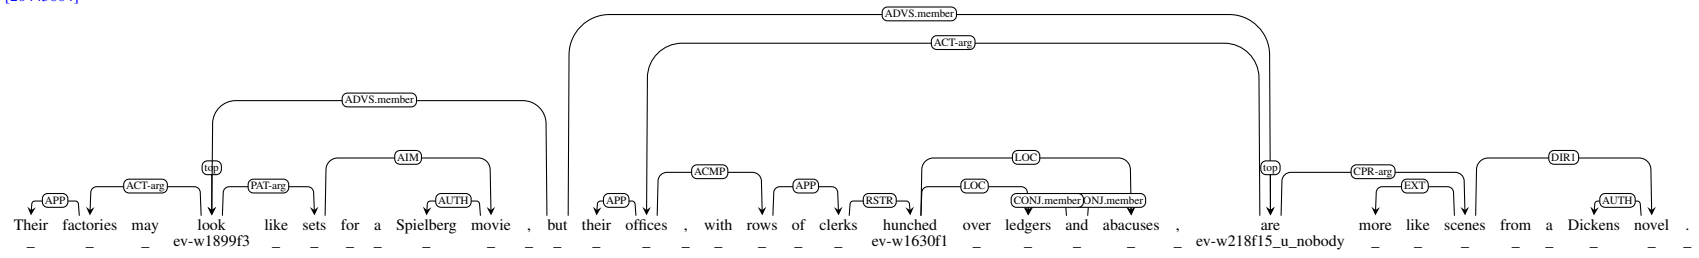 ADVS.member
ACT-arg
ADVS.member
top AIM LOC top DIR1
ACMP CPR-arg
ACT-arg PAT-arg APP LOC EXT
APP AUTH APP RSTR CONJ.member ONJ.member AUTH
Their factories may look like sets for a Spielberg movie , but their offices , with rows of clerks hunched over ledgers and abacuses , are more like scenes from a Dickens novel .
_ _ _ ev-w1899f3 _ _ _ _ _ _ _ _ _ _ _ _ _ _ _ ev-w1630f1 _ _ _ _ _ ev-w218f15_u_nobody _ _ _ _ _ _ _ _